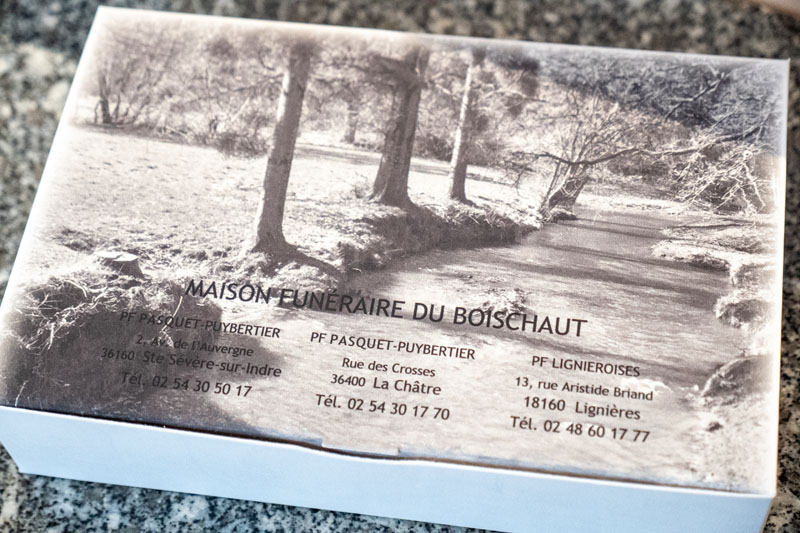 MAISON FUNÉRAIRE DU BOISCHAUT
PF PASQUET-PUYBERTIER
2, Av. de l'Auvergne
36160 Ste Sévère-sur-Indre
Tél. 02 54 30 50 17
PF PASQUET-PUYBERTIER
Rue des Crosses
36400 La Châtre
Tél. 02 54 30 17 70
PF LIGNIEROISES
13, rue Aristide Briand
18160 Lignières
Tél. 02 48 60 17 77